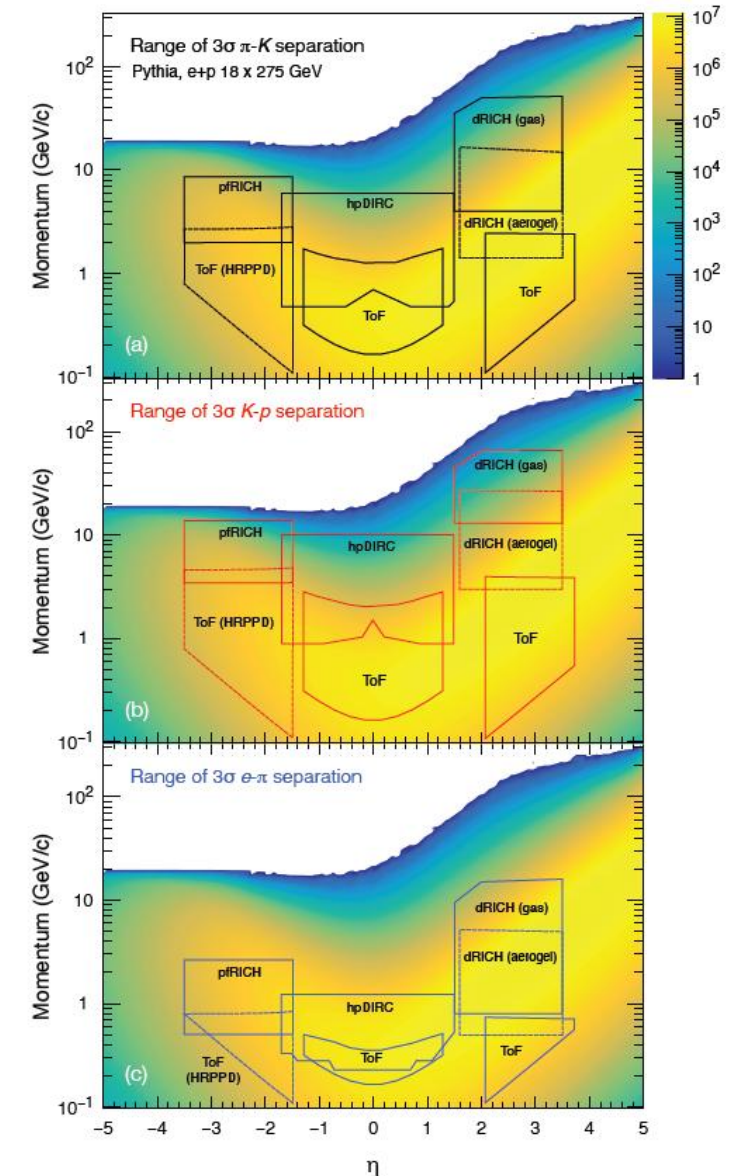 Range of 3σ π-K separation
Pythia, e+p 18 x 275 GeV
dRICH (gas)
pfRICH
hpDIRC
dRICH (aerogel)
ToF (HRPPD)
ToF
ToF
(a)
Momentum (GeV/c)
10²
10
1
10⁻¹
10⁷
10⁶
10⁵
10⁴
10³
10²
10
1
Range of 3σ K-p separation
dRICH (gas)
pfRICH
hpDIRC
dRICH (aerogel)
ToF (HRPPD)
ToF
ToF
(b)
Momentum (GeV/c)
10²
10
1
10⁻¹
Range of 3σ e-π separation
dRICH (gas)
dRICH (aerogel)
pfRICH
hpDIRC
ToF
(HRPPD)
ToF
ToF
(c)
Momentum (GeV/c)
10²
10
1
10⁻¹
−5 −4 −3 −2 −1 0 1 2 3 4 5
η